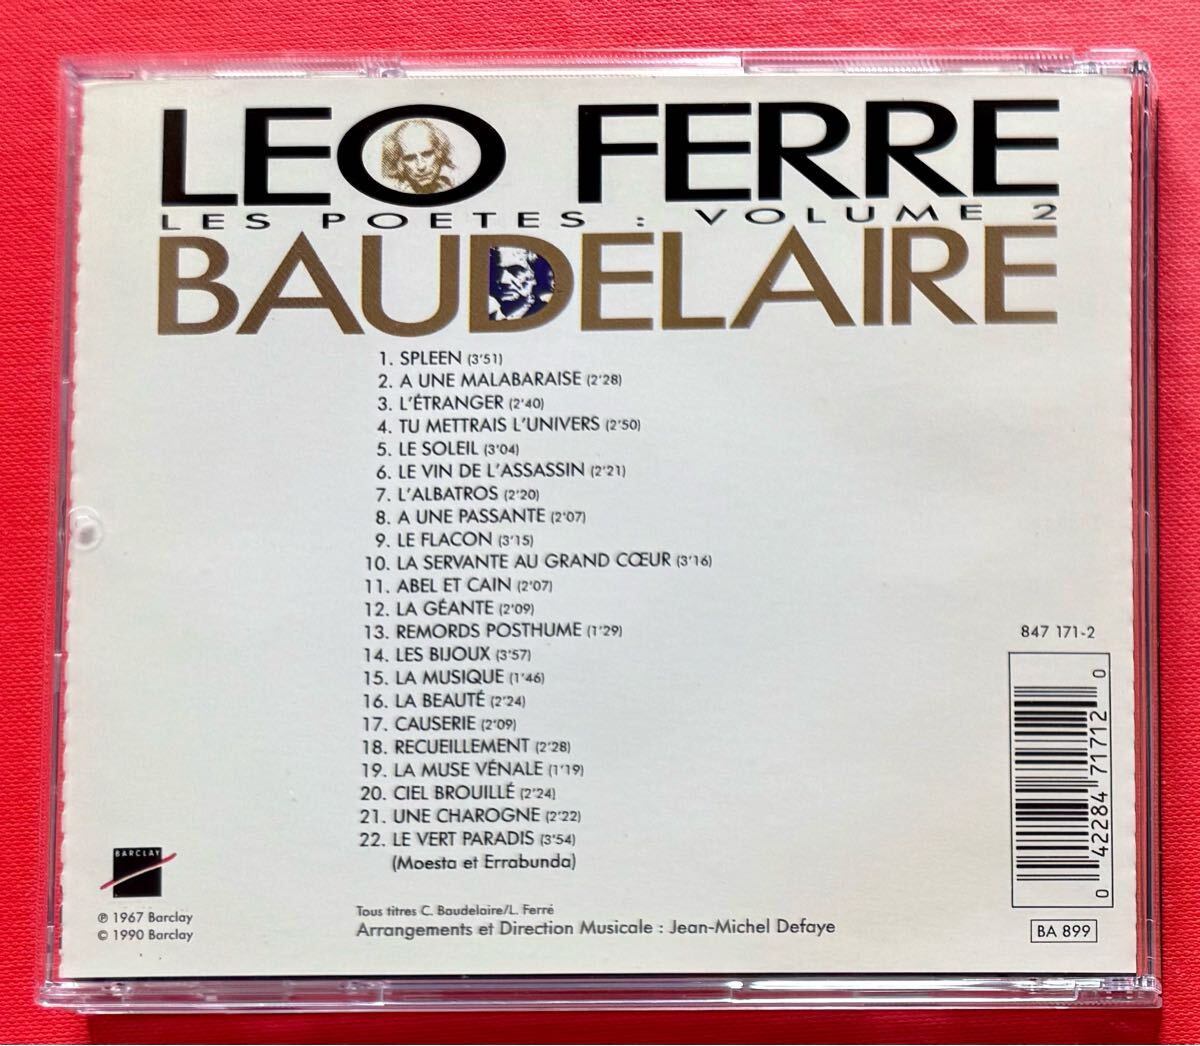 LEO FERRE
LES POETES : VOLUME 2
BAUDELAIRE
1. SPLEEN (3'51)
2. A UNE MALABARAISE (2'28)
3. L'ÉTRANGER (2'40)
4. TU METTRAIS L'UNIVERS (2'50)
5. LE SOLEIL (3'04)
6. LE VIN DE L'ASSASSIN (2'21)
7. L'ALBATROS (2'20)
8. A UNE PASSANTE (2'07)
9. LE FLACON (3'15)
10. LA SERVANTE AU GRAND CŒUR (3'16)
11. ABEL ET CAIN (2'07)
12. LA GÉANTE (2'09)
13. REMORDS POSTHUME (1'29)
14. LES BIJOUX (3'57)
15. LA MUSIQUE (1'46)
16. LA BEAUTÉ (2'24)
17. CAUSERIE (2'09)
18. RECUEILLEMENT (2'28)
19. LA MUSE VÉNALE (1'19)
20. CIEL BROUILLÉ (2'24)
21. UNE CHAROGNE (2'22)
22. LE VERT PARADIS (3'54)
(Moesta et Errabunda)
847 171-2
0 42284 71712 0
BARCLAY
℗ 1967 Barclay
© 1990 Barclay
Tous titres C. Baudelaire/L. Ferré
Arrangements et Direction Musicale : Jean-Michel Defaye
BA 899